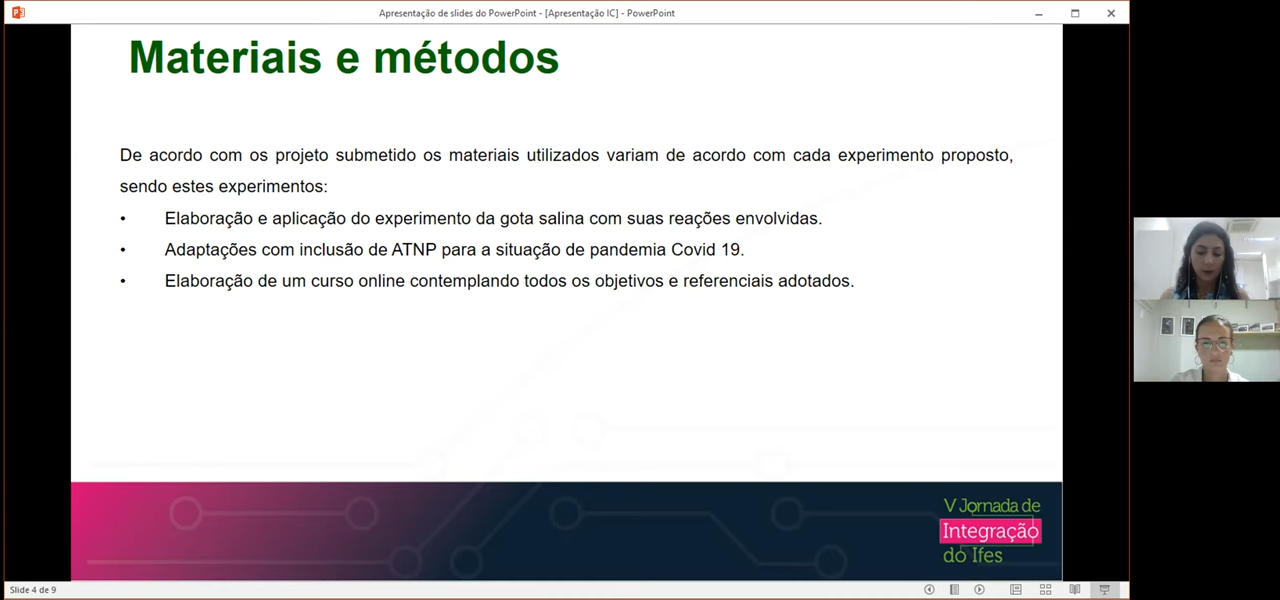 Apresentação de slides do PowerPoint - [Apresentação IC] - PowerPoint
Materiais e métodos
De acordo com os projeto submetido os materiais utilizados variam de acordo com cada experimento proposto,
sendo estes experimentos:
• Elaboração e aplicação do experimento da gota salina com suas reações envolvidas.
• Adaptações com inclusão de ATNP para a situação de pandemia Covid 19.
• Elaboração de um curso online contemplando todos os objetivos e referenciais adotados.
V Jornada de
Integração
do Ifes
Slide 4 de 9